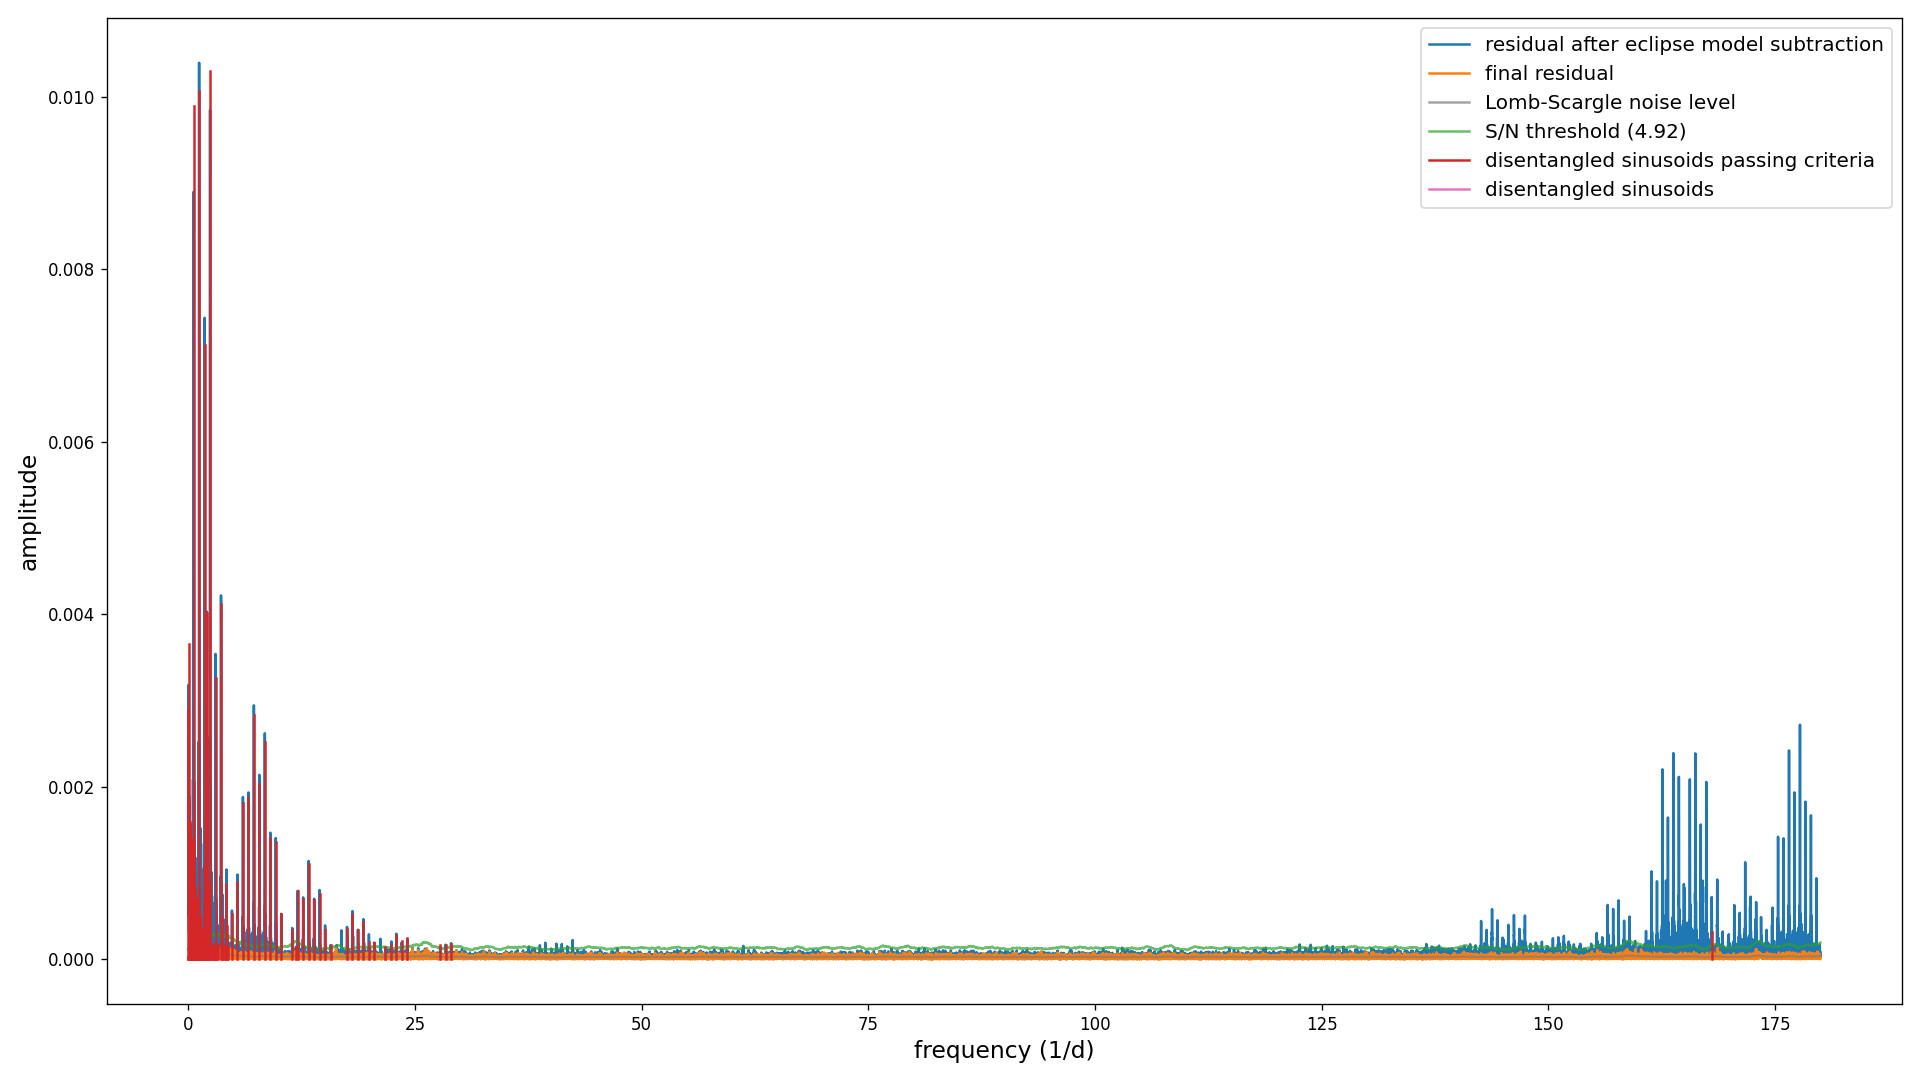 residual after eclipse model subtraction
final residual
Lomb-Scargle noise level
S/N threshold (4.92)
disentangled sinusoids passing criteria
disentangled sinusoids
0.010
0.008
0.006
0.004
0.002
0.000
amplitude
0 25 50 75 100 125 150 175
frequency (1/d)